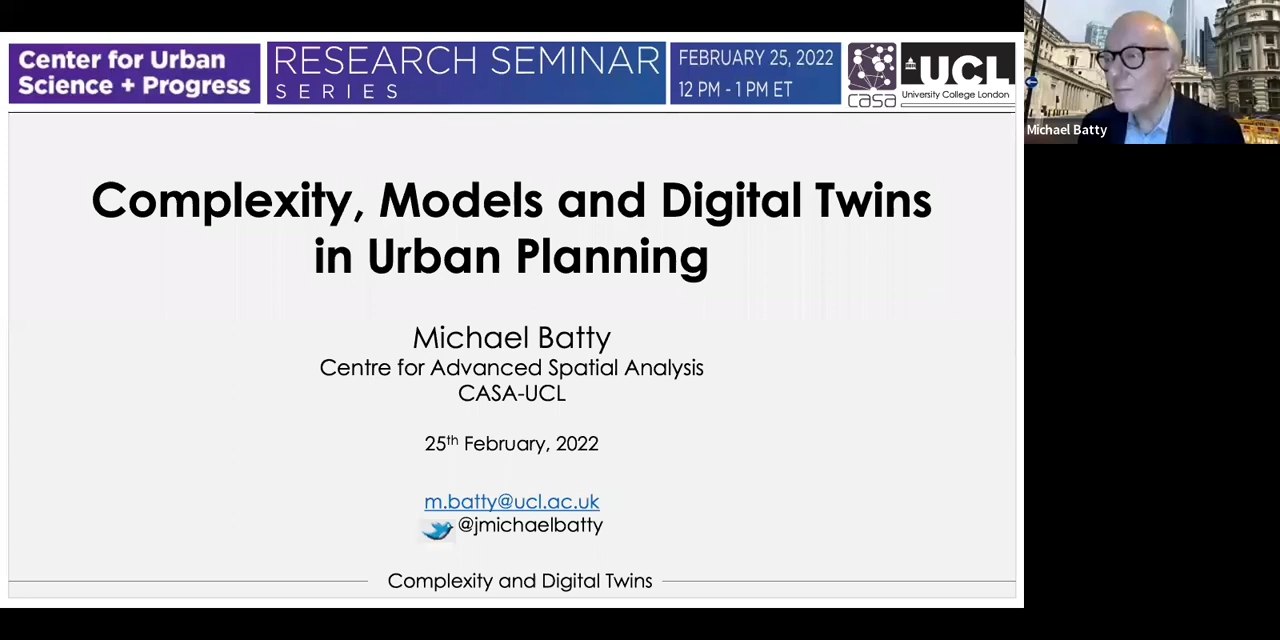 Center for Urban
Science + Progress
RESEARCH SEMINAR
SERIES
FEBRUARY 25, 2022
12 PM - 1 PM ET
casa
UCL
University College London
Michael Batty
Complexity, Models and Digital Twins
in Urban Planning
Michael Batty
Centre for Advanced Spatial Analysis
CASA-UCL
25th February, 2022
m.batty@ucl.ac.uk
@jmichaelbatty
Complexity and Digital Twins